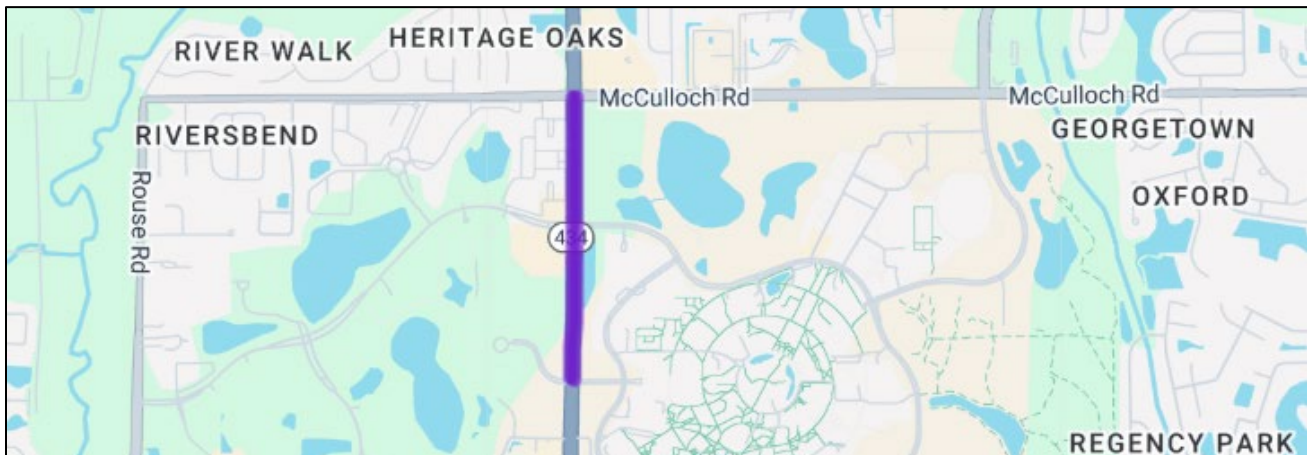 RIVER WALK
HERITAGE OAKS
McCulloch Rd
McCulloch Rd
RIVERSBEND
GEORGETOWN
Rouse Rd
OXFORD
434
REGENCY PARK